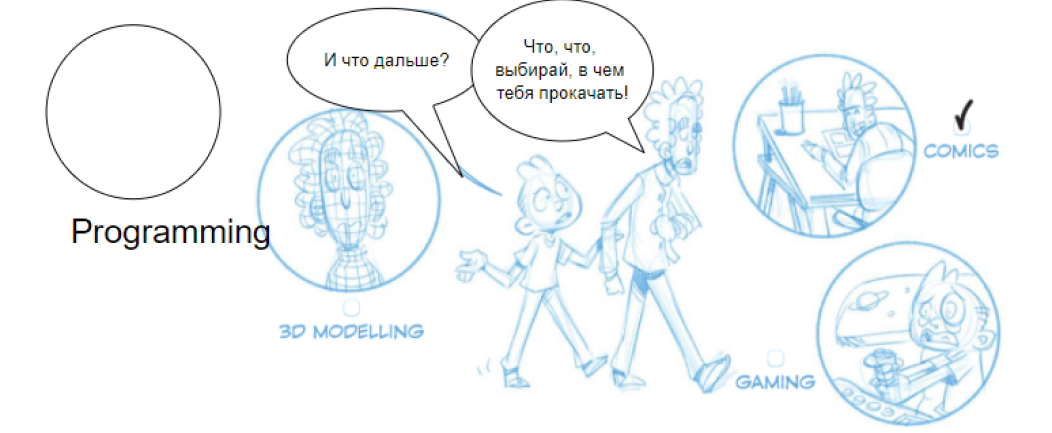 И что дальше?
Что, что,
выбирай, в чем
тебя прокачать!
COMICS
Programming
3D MODELLING
GAMING